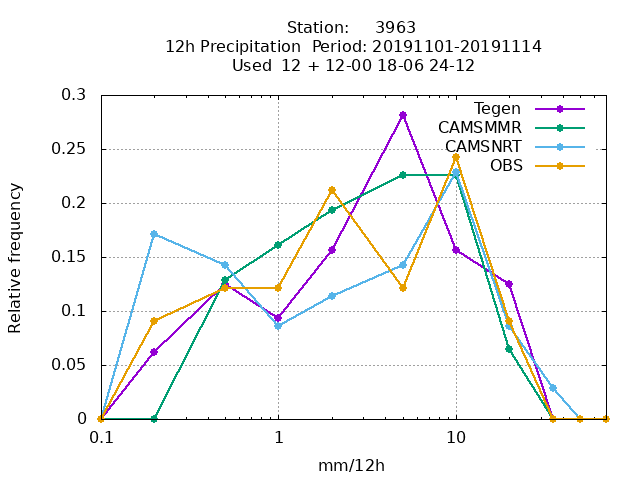 Station: 3963
12h Precipitation Period: 20191101-20191114
Used 12 + 12-00 18-06 24-12
0.3
0.25
0.2
0.15
0.1
0.05
0
0.1 1 10
Relative frequency
mm/12h
Tegen
CAMSMMR
CAMSNRT
OBS